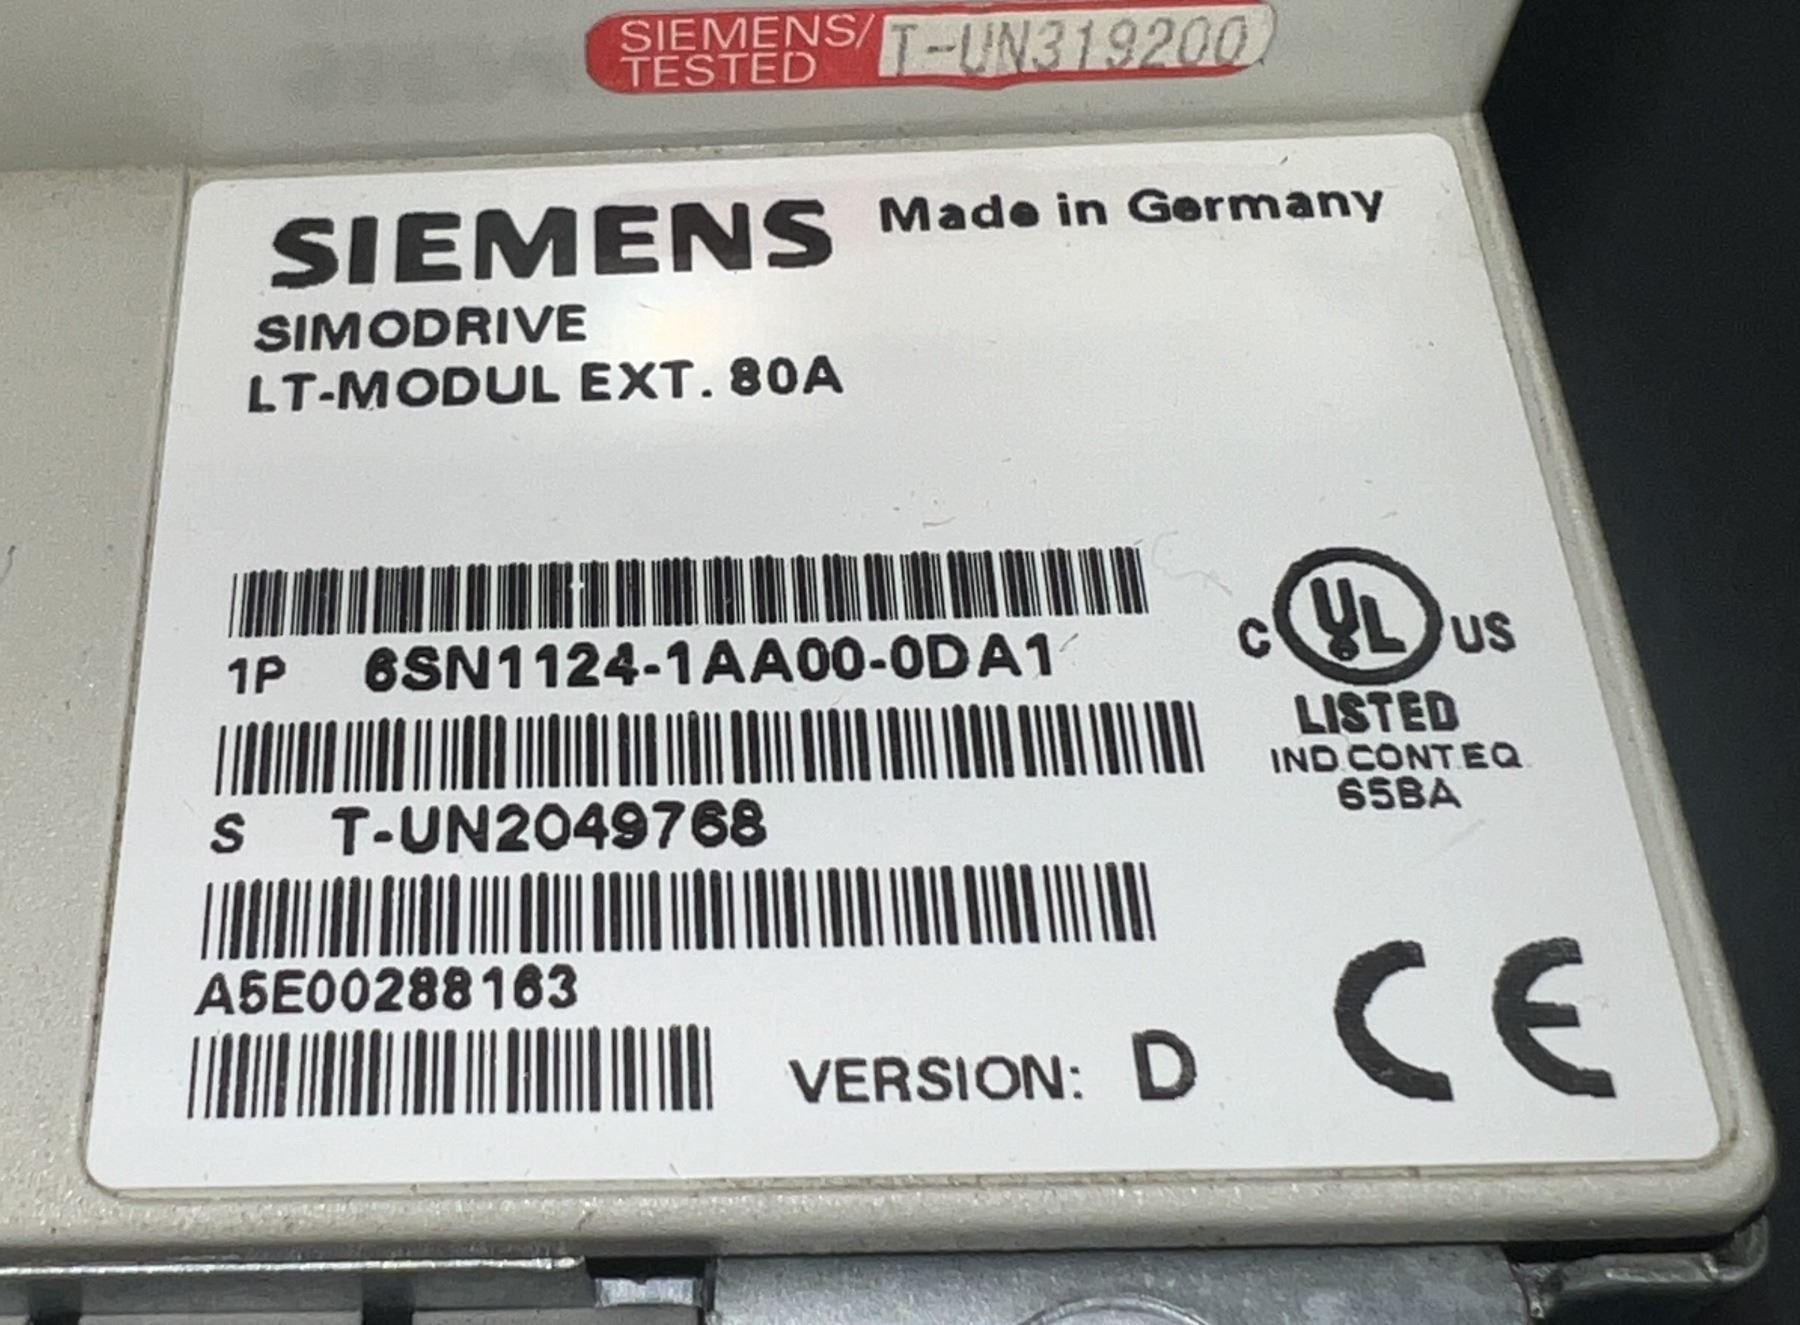 SIEMENS/ T-UN319200
TESTED
SIEMENS Made in Germany
SIMODRIVE
LT-MODUL EXT. 80A
1P 6SN1124-1AA00-0DA1
C UL US
LISTED
IND.CONT.EQ.
65BA
S T-UN2049768
A5E00288163
VERSION: D
CE